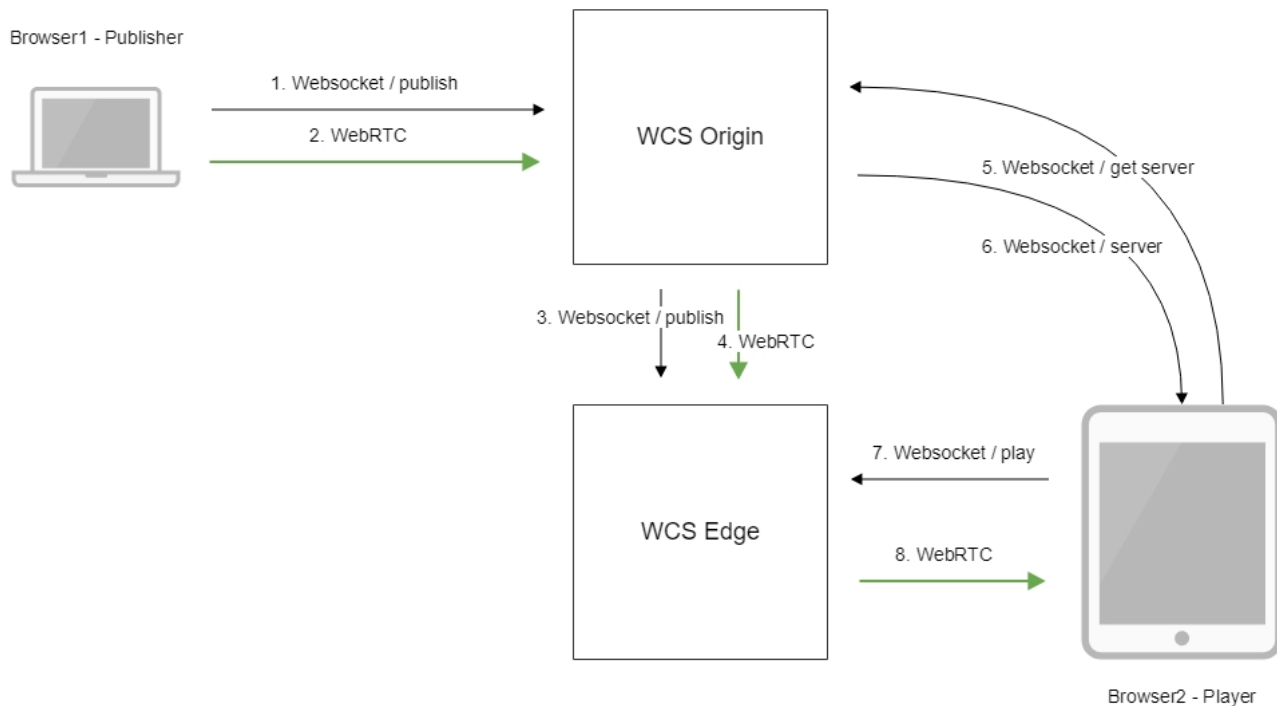 Browser1 - Publisher
1. Websocket / publish
2. WebRTC
WCS Origin
5. Websocket / get server
6. Websocket / server
3. Websocket / publish
4. WebRTC
7. Websocket / play
WCS Edge
8. WebRTC
Browser2 - Player